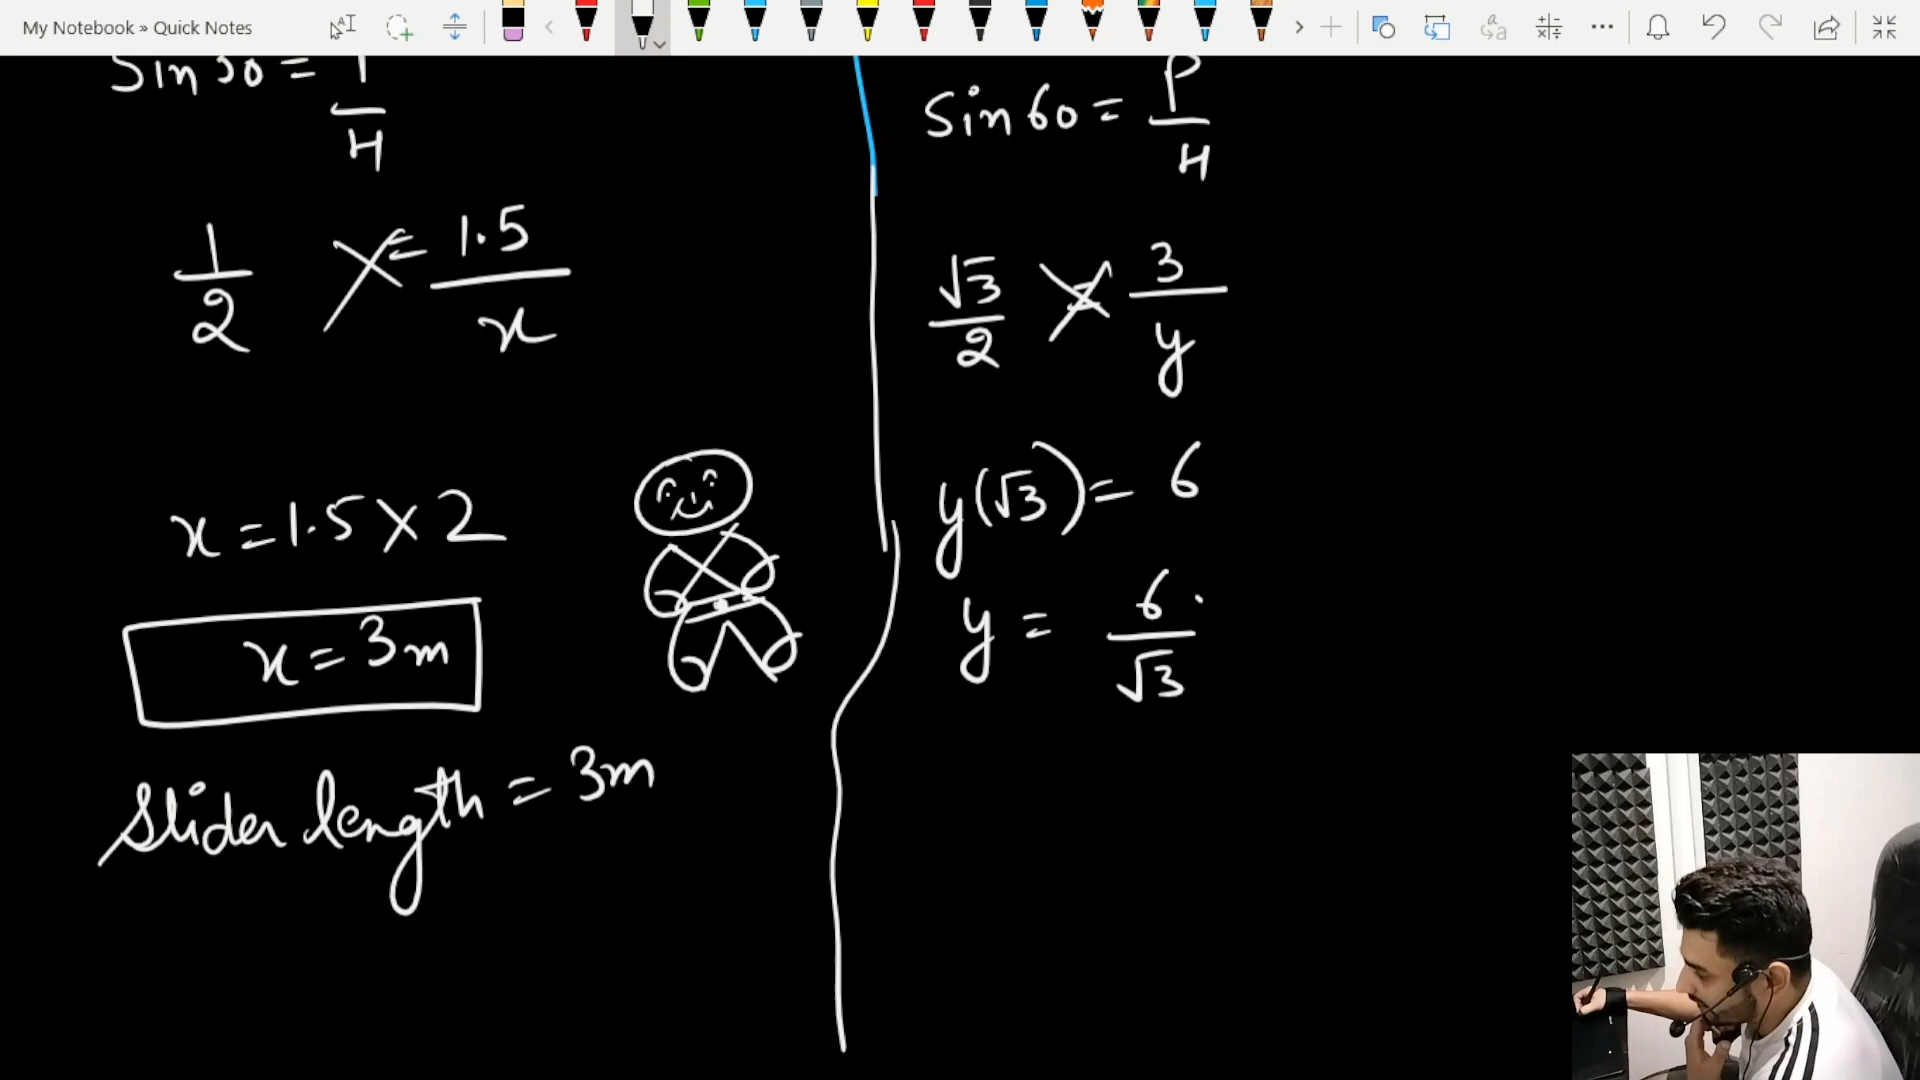 My Notebook » Quick Notes
Sin 30 = P/H
1/2 = 1.5/x
x = 1.5 × 2
x = 3m
Slider length = 3m
Sin 60 = P/H
√3/2 = 3/y
y(√3) = 6
y = 6/√3